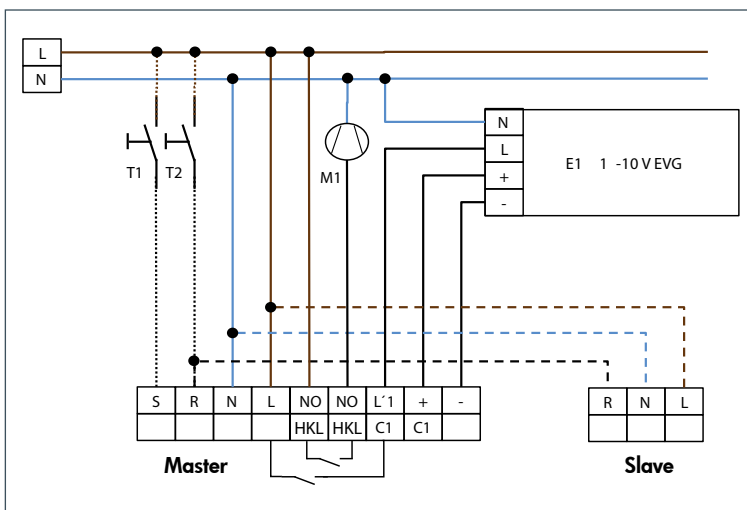 L
N
T1 T2
M1
N
L
+
-
E1 1 -10 V EVG
S R N L NO NO L´1 + -
HKL HKL C1 C1
Master
R N L
Slave